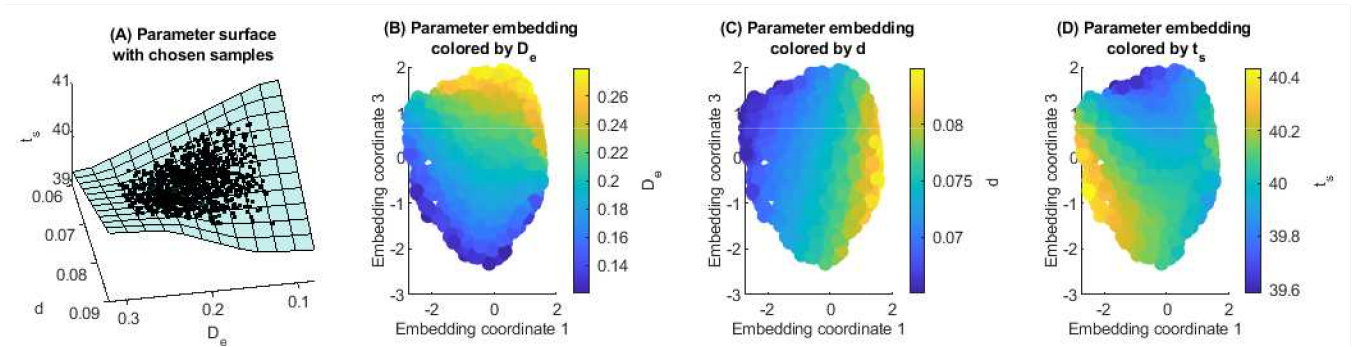 (A) Parameter surface
with chosen samples
41
40
39
t_s
0.06
0.07
0.08
0.09
d
0.3
0.2
0.1
D_e
(B) Parameter embedding
colored by D_e
2
1
0
-1
-2
-3
Embedding coordinate 3
-2
0
2
Embedding coordinate 1
0.26
0.24
0.22
0.2
0.18
0.16
0.14
D_e
(C) Parameter embedding
colored by d
2
1
0
-1
-2
-3
Embedding coordinate 3
-2
0
2
Embedding coordinate 1
0.08
0.075
0.07
d
(D) Parameter embedding
colored by t_s
2
1
0
-1
-2
-3
Embedding coordinate 3
-2
0
2
Embedding coordinate 1
40.4
40.2
40
39.8
39.6
t_s